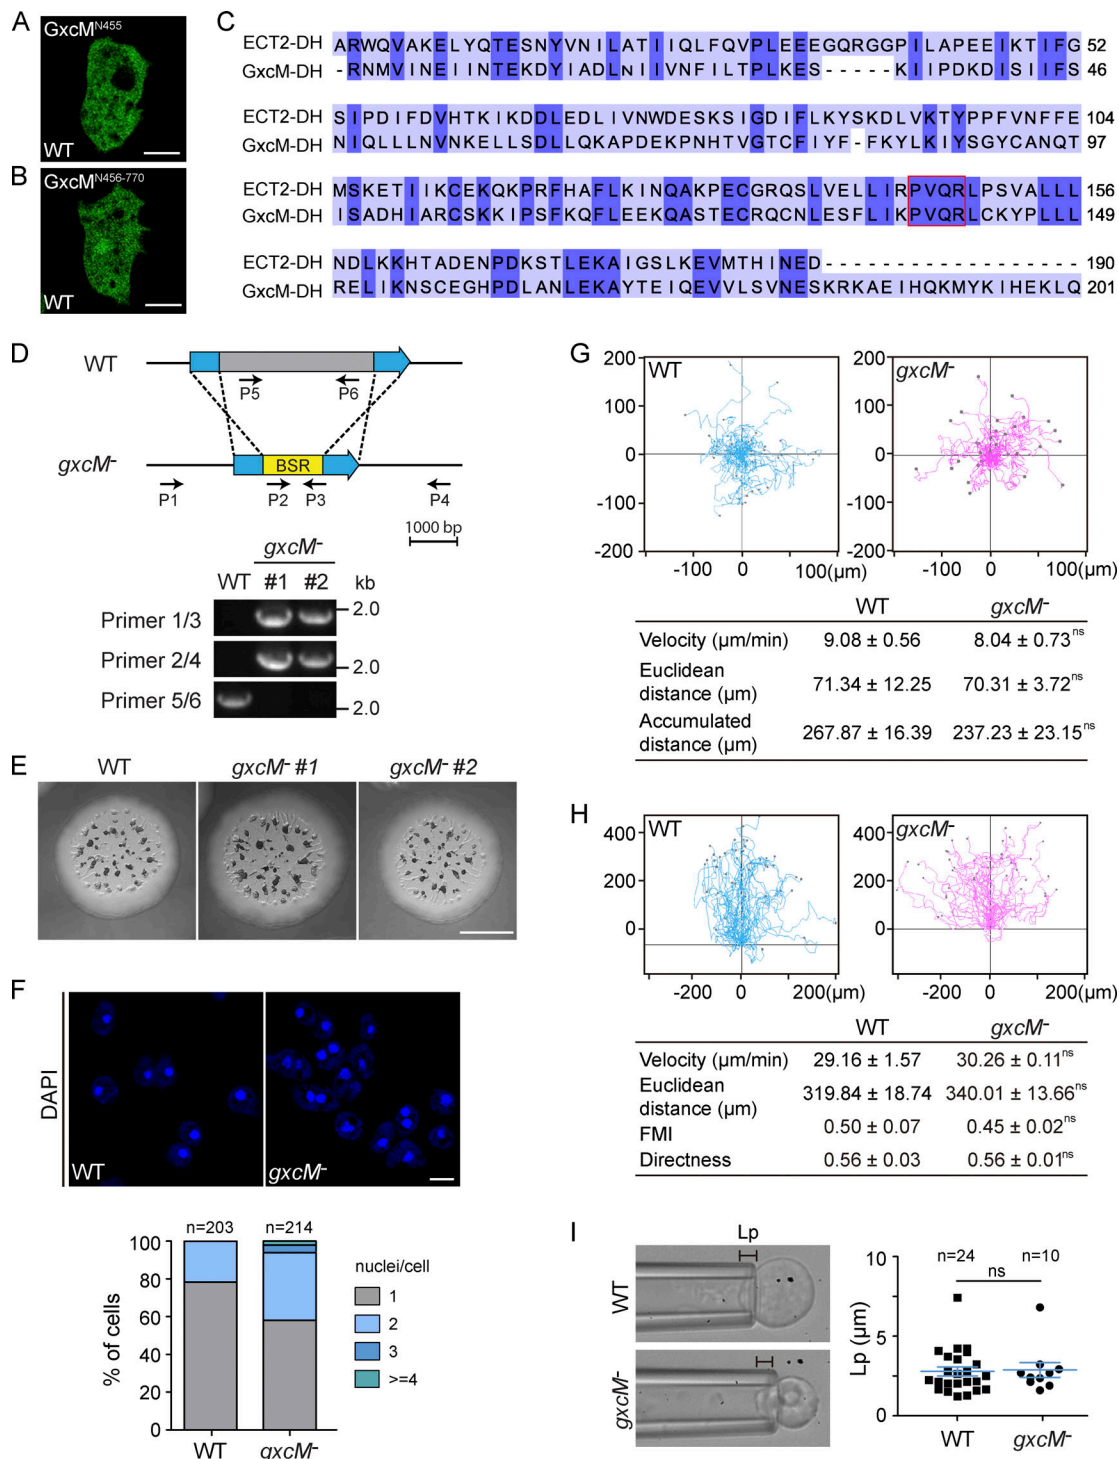 A
GxcM^N455
WT
B
GxcM^N456-770
WT
C
ECT2-DH ARWQVAKELYQTESNYVNILATIIQLFQVPLEEEGQRGGPILAPEEIKTIFG 52
GxcM-DH -RNMVINEIINTEKDYIADLNIIVNFILTPLKES-----KIIPDKDISIIFS 46
ECT2-DH SIPDIFDVHTKIKDDLEDLIVNWDESKSIGDIFLKYSKDLVKTYPPFVNFFE 104
GxcM-DH NIQLLLNVNKELLSDLLQKAPDEKPNHTVGTCFIYF-FKYLKIYSGYCANQT 97
ECT2-DH MSKETIIKCEKQKPRFHAFLKINQAKPECGRQSLVELLIRPVQRLPSVALLL 156
GxcM-DH ISADHIARCSKKIPSFKQFLEEKQASTECRQCNLESFLIKPVQRLCKYPLLL 149
ECT2-DH NDLKKHTADENPDKSTLEKAIGSLKEVMTHINED------------------ 190
GxcM-DH RELIKNSCEGHPDLANLEKAYTEIQEVVLSVNESKRKAEIHQKMYKIHEKLQ 201
D
WT
P5 P6
gxcM-
BSR
P1 P2 P3 P4
1000 bp
gxcM-
WT #1 #2 kb
Primer 1/3 2.0
Primer 2/4 2.0
Primer 5/6 2.0
E
WT gxcM- #1 gxcM- #2
F
DAPI
WT gxcM-
n=203 n=214
% of cells
100
80
60
40
20
0
WT gxcM-
nuclei/cell
1
2
3
>=4
G
WT gxcM-
200
100
0
-100
-200
-100 0 100(µm) -100 0 100(µm)
WT gxcM-
Velocity (µm/min) 9.08 ± 0.56 8.04 ± 0.73^ns
Euclidean
distance (µm) 71.34 ± 12.25 70.31 ± 3.72^ns
Accumulated
distance (µm) 267.87 ± 16.39 237.23 ± 23.15^ns
H
WT gxcM-
400 400
200 200
0 0
-200 0 200(µm) -200 0 200(µm)
WT gxcM-
Velocity (µm/min) 29.16 ± 1.57 30.26 ± 0.11^ns
Euclidean
distance (µm) 319.84 ± 18.74 340.01 ± 13.66^ns
FMI 0.50 ± 0.07 0.45 ± 0.02^ns
Directness 0.56 ± 0.03 0.56 ± 0.01^ns
I
Lp
WT
gxcM-
n=24 n=10
ns
Lp (µm)
10
5
0
WT gxcM-